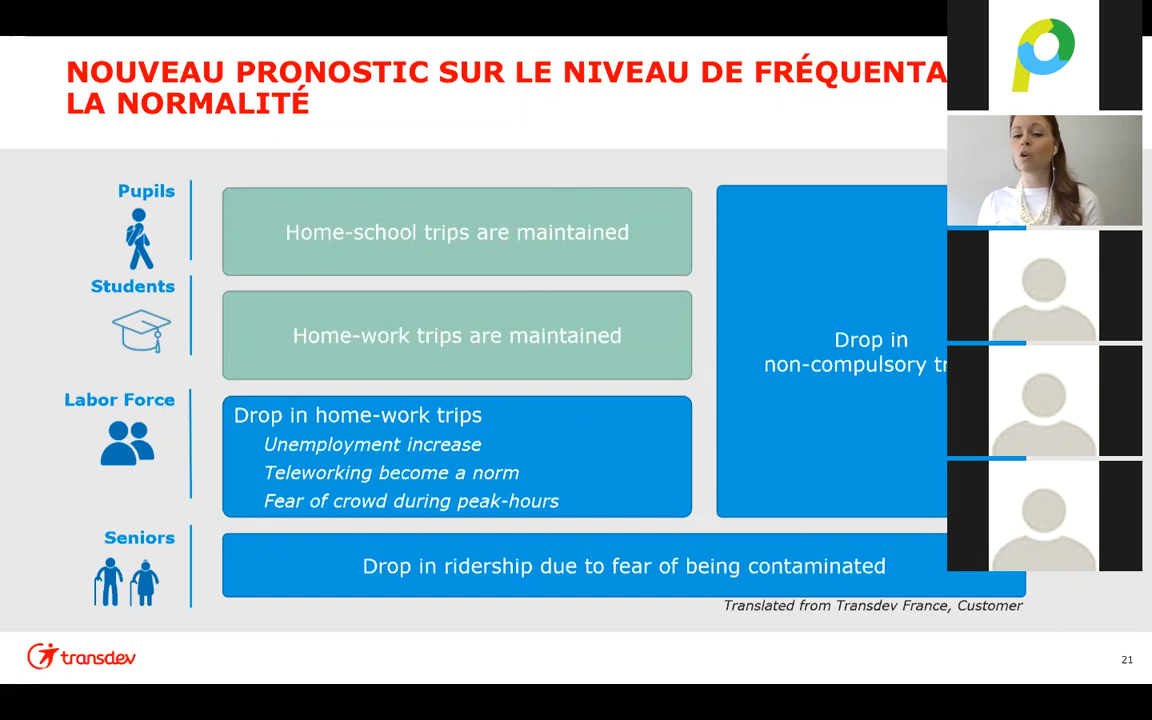 NOUVEAU PRONOSTIC SUR LE NIVEAU DE
LA NORMALITÉ
Pupils
Home-school trips are maintained
Students
Home-work trips are maintained
Drop in
non-compulsory
Labor Force
Drop in home-work trips
Unemployment increase
Teleworking become a norm
Fear of crowd during peak-hours
Seniors
Drop in ridership due to fear of being contaminated
Translated from Transdev France, Customer
transdev
21